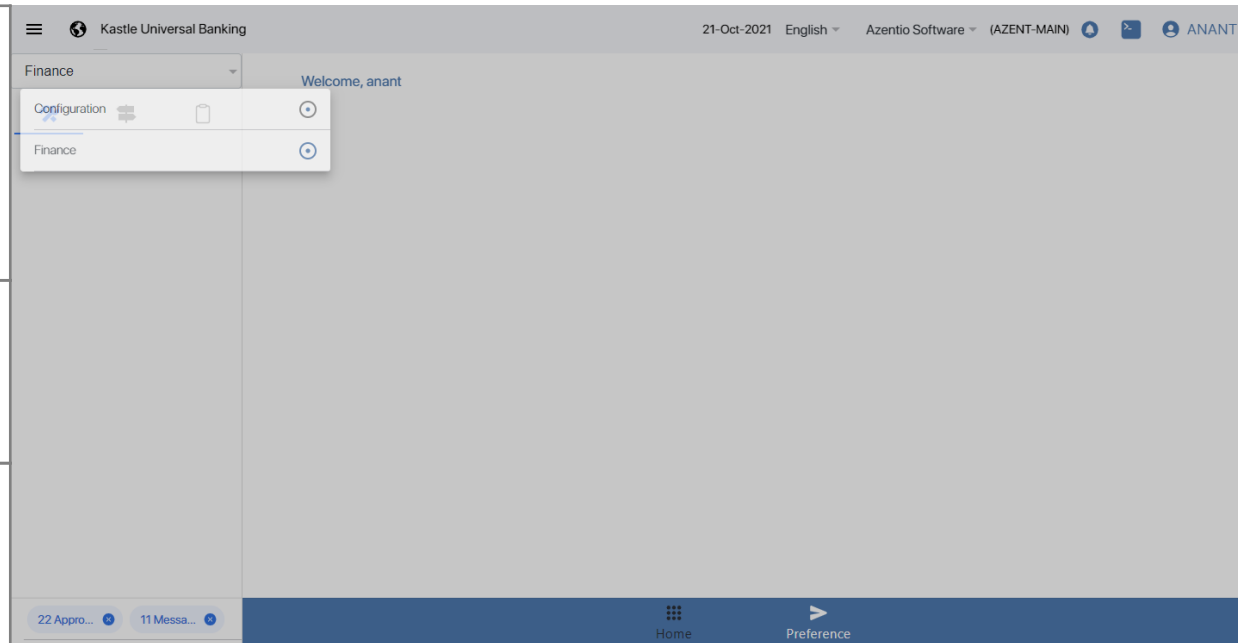 Kastle Universal Banking 21-Oct-2021 English Azentio Software (AZENT-MAIN) ANANT
Finance
Welcome, anant
Configuration
Finance
22 Appro... 11 Messa...
Home Preference